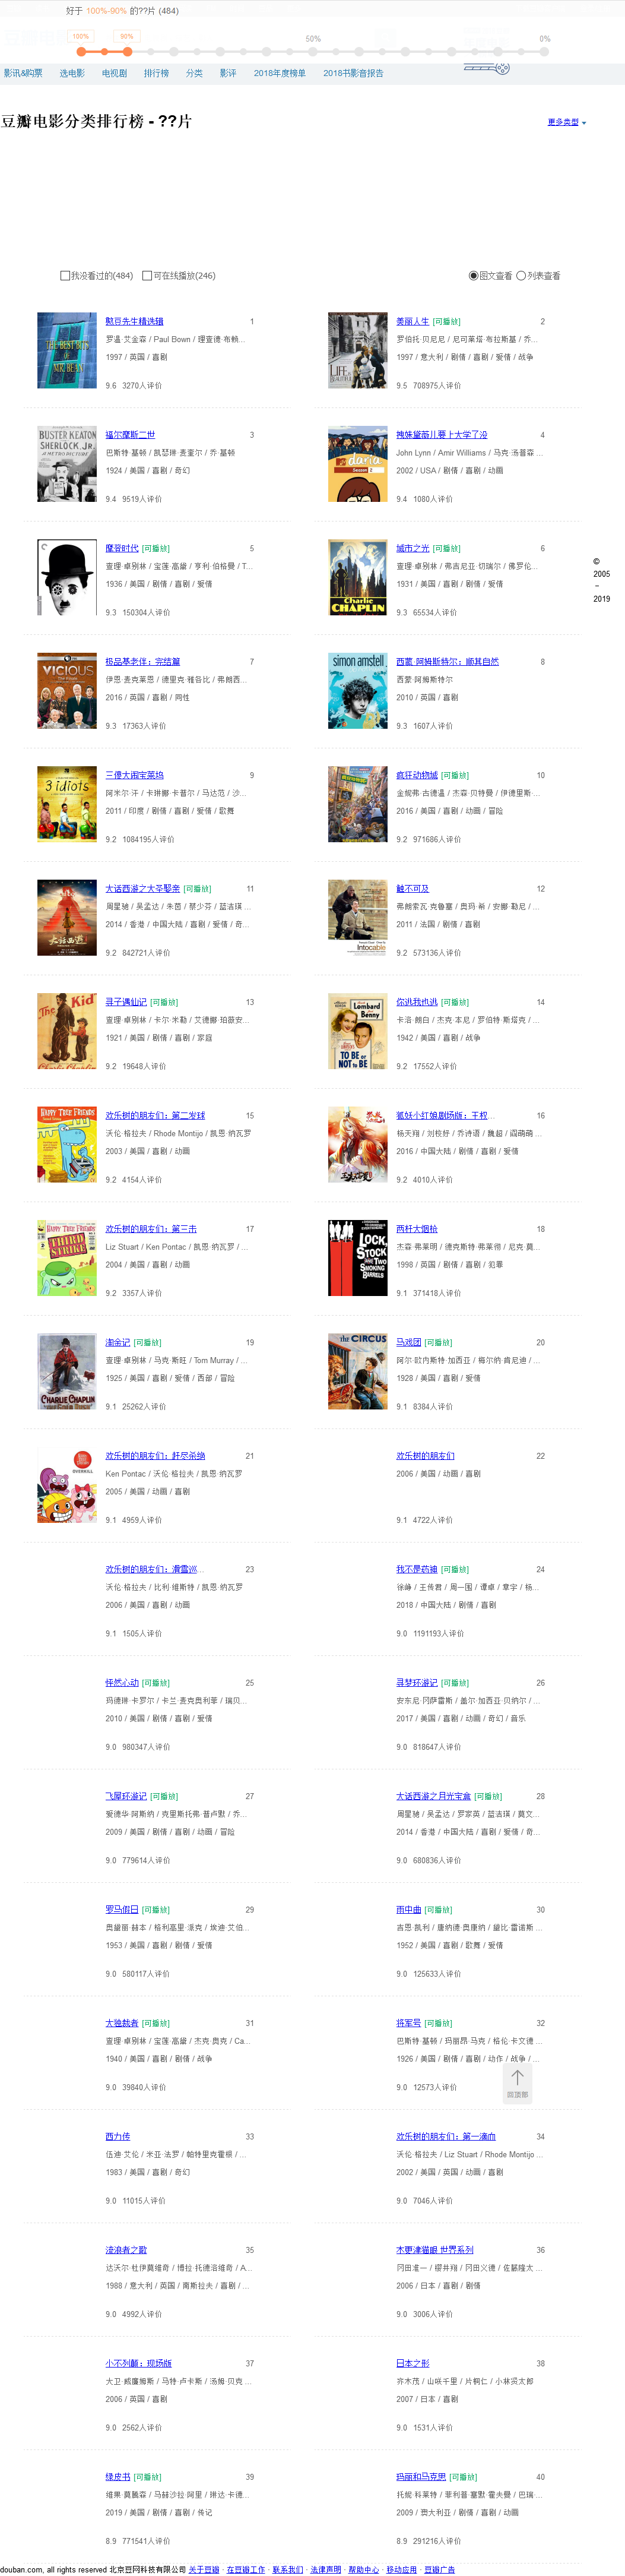 好于 100%-90% 的??片 (484)
100% 90% 50% 0%
影讯&购票 选电影 电视剧 排行榜 分类 影评 2018年度榜单 2018书影音报告
豆瓣电影分类排行榜 - ??片
更多类型
我没看过的(484) 可在线播放(246)
图文查看 列表查看
憨豆先生精选辑 1
罗温·艾金森 / Paul Bown / 理查德·布赖...
1997 / 英国 / 喜剧
9.6 3270人评价
美丽人生 [可播放] 2
罗伯托·贝尼尼 / 尼可莱塔·布拉斯基 / 乔...
1997 / 意大利 / 剧情 / 喜剧 / 爱情 / 战争
9.5 708975人评价
福尔摩斯二世 3
巴斯特·基顿 / 凯瑟琳·麦奎尔 / 乔·基顿
1924 / 美国 / 喜剧 / 奇幻
9.4 9519人评价
拽妹黛薇儿要上大学了没 4
John Lynn / Amir Williams / 马克·汤普森 ...
2002 / USA / 剧情 / 喜剧 / 动画
9.4 1080人评价
摩登时代 [可播放] 5
查理·卓别林 / 宝莲·高黛 / 亨利·伯格曼 / T...
1936 / 美国 / 剧情 / 喜剧 / 爱情
9.3 150304人评价
城市之光 [可播放] 6
查理·卓别林 / 弗吉尼亚·切瑞尔 / 佛罗伦...
1931 / 美国 / 喜剧 / 剧情 / 爱情
9.3 65534人评价
©
2005
－
2019
极品基老伴：完结篇 7
伊恩·麦克莱恩 / 德里克·雅各比 / 弗朗西...
2016 / 英国 / 喜剧 / 同性
9.3 17363人评价
西蒙·阿姆斯特尔：顺其自然 8
西蒙·阿姆斯特尔
2010 / 英国 / 喜剧
9.3 1607人评价
三傻大闹宝莱坞 9
阿米尔·汗 / 卡琳娜·卡普尔 / 马达范 / 沙...
2011 / 印度 / 剧情 / 喜剧 / 爱情 / 歌舞
9.2 1084195人评价
疯狂动物城 [可播放] 10
金妮弗·古德温 / 杰森·贝特曼 / 伊德里斯·...
2016 / 美国 / 喜剧 / 动画 / 冒险
9.2 971686人评价
大话西游之大圣娶亲 [可播放] 11
周星驰 / 吴孟达 / 朱茵 / 蔡少芬 / 蓝洁瑛 ...
2014 / 香港 / 中国大陆 / 喜剧 / 爱情 / 奇...
9.2 842721人评价
触不可及 12
弗朗索瓦·克鲁塞 / 奥玛·希 / 安娜·勒尼 / ...
2011 / 法国 / 剧情 / 喜剧
9.2 573136人评价
寻子遇仙记 [可播放] 13
查理·卓别林 / 卡尔·米勒 / 艾德娜·珀薇安...
1921 / 美国 / 剧情 / 喜剧 / 家庭
9.2 19648人评价
你逃我也逃 [可播放] 14
卡洛·朗白 / 杰克·本尼 / 罗伯特·斯塔克 / ...
1942 / 美国 / 喜剧 / 战争
9.2 17552人评价
欢乐树的朋友们：第二岁球 15
沃伦·格拉夫 / Rhode Montijo / 凯恩·纳瓦罗
2003 / 美国 / 喜剧 / 动画
9.2 4154人评价
狐妖小红娘剧场版：王权... 16
杨天翔 / 刘校妤 / 乔诗语 / 魏超 / 阎萌萌 ...
2016 / 中国大陆 / 剧情 / 喜剧 / 爱情
9.2 4010人评价
欢乐树的朋友们：第三击 17
Liz Stuart / Ken Pontac / 凯恩·纳瓦罗 / ...
2004 / 美国 / 喜剧 / 动画
9.2 3357人评价
两杆大烟枪 18
杰森·弗莱明 / 德克斯特·弗莱彻 / 尼克·莫...
1998 / 英国 / 剧情 / 喜剧 / 犯罪
9.1 371418人评价
淘金记 [可播放] 19
查理·卓别林 / 马克·斯旺 / Tom Murray / ...
1925 / 美国 / 喜剧 / 爱情 / 西部 / 冒险
9.1 25262人评价
马戏团 [可播放] 20
阿尔·欧内斯特·加西亚 / 梅尔纳·肯尼迪 / ...
1928 / 美国 / 喜剧 / 爱情
9.1 8384人评价
欢乐树的朋友们：赶尽杀绝 21
Ken Pontac / 沃伦·格拉夫 / 凯恩·纳瓦罗
2005 / 美国 / 动画 / 喜剧
9.1 4959人评价
欢乐树的朋友们 22
2006 / 美国 / 动画 / 喜剧
9.1 4722人评价
欢乐树的朋友们：滑雪巡... 23
沃伦·格拉夫 / 比利·维斯特 / 凯恩·纳瓦罗
2006 / 美国 / 喜剧 / 动画
9.1 1505人评价
我不是药神 [可播放] 24
徐峥 / 王传君 / 周一围 / 谭卓 / 章宇 / 杨...
2018 / 中国大陆 / 剧情 / 喜剧
9.0 1191193人评价
怦然心动 [可播放] 25
玛德琳·卡罗尔 / 卡兰·麦克奥利菲 / 瑞贝...
2010 / 美国 / 剧情 / 喜剧 / 爱情
9.0 980347人评价
寻梦环游记 [可播放] 26
安东尼·冈萨雷斯 / 盖尔·加西亚·贝纳尔 / ...
2017 / 美国 / 喜剧 / 动画 / 奇幻 / 音乐
9.0 818647人评价
飞屋环游记 [可播放] 27
爱德华·阿斯纳 / 克里斯托弗·普卢默 / 乔...
2009 / 美国 / 剧情 / 喜剧 / 动画 / 冒险
9.0 779614人评价
大话西游之月光宝盒 [可播放] 28
周星驰 / 吴孟达 / 罗家英 / 蓝洁瑛 / 莫文...
2014 / 香港 / 中国大陆 / 喜剧 / 爱情 / 奇...
9.0 680836人评价
罗马假日 [可播放] 29
奥黛丽·赫本 / 格利高里·派克 / 埃迪·艾伯...
1953 / 美国 / 喜剧 / 剧情 / 爱情
9.0 580117人评价
雨中曲 [可播放] 30
吉恩·凯利 / 唐纳德·奥康纳 / 黛比·雷诺斯 ...
1952 / 美国 / 喜剧 / 歌舞 / 爱情
9.0 125633人评价
大独裁者 [可播放] 31
查理·卓别林 / 宝莲·高黛 / 杰克·奥克 / Ca...
1940 / 美国 / 喜剧 / 剧情 / 战争
9.0 39840人评价
将军号 [可播放] 32
巴斯特·基顿 / 玛丽昂·马克 / 格伦·卡文德 ...
1926 / 美国 / 剧情 / 喜剧 / 动作 / 战争 / ...
9.0 12573人评价
回顶部
西力传 33
伍迪·艾伦 / 米亚·法罗 / 帕特里克霍根 / ...
1983 / 美国 / 喜剧 / 奇幻
9.0 11015人评价
欢乐树的朋友们：第一滴血 34
沃伦·格拉夫 / Liz Stuart / Rhode Montijo ...
2002 / 美国 / 英国 / 动画 / 喜剧
9.0 7046人评价
流浪者之歌 35
达沃尔·杜伊莫维奇 / 博拉·托德洛维奇 / A...
1988 / 意大利 / 英国 / 南斯拉夫 / 喜剧 / ...
9.0 4992人评价
木更津猫眼 世界系列 36
冈田准一 / 樱井翔 / 冈田义德 / 佐藤隆太 ...
2006 / 日本 / 喜剧 / 剧情
9.0 3006人评价
小不列颠：现场版 37
大卫·威廉姆斯 / 马特·卢卡斯 / 汤姆·贝克 ...
2006 / 英国 / 喜剧
9.0 2562人评价
日本之形 38
齐木茂 / 山咲千里 / 片桐仁 / 小林贤太郎
2007 / 日本 / 喜剧
9.0 1531人评价
绿皮书 [可播放] 39
维果·莫腾森 / 马赫沙拉·阿里 / 琳达·卡德...
2019 / 美国 / 剧情 / 喜剧 / 传记
8.9 771541人评价
玛丽和马克思 [可播放] 40
托妮·科莱特 / 菲利普·塞默·霍夫曼 / 巴瑞·...
2009 / 澳大利亚 / 剧情 / 喜剧 / 动画
8.9 291216人评价
douban.com, all rights reserved 北京豆网科技有限公司 关于豆瓣 · 在豆瓣工作 · 联系我们 · 法律声明 · 帮助中心 · 移动应用 · 豆瓣广告